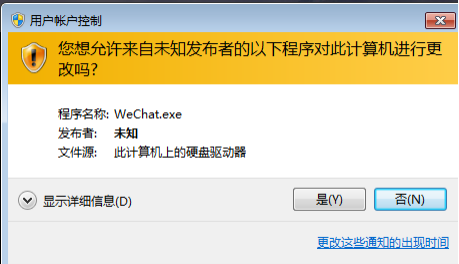 用户帐户控制
您想允许来自未知发布者的以下程序对此计算机进行更
改吗?
程序名称: WeChat.exe
发布者: 未知
文件源: 此计算机上的硬盘驱动器
显示详细信息(D) 是(Y) 否(N)
更改这些通知的出现时间